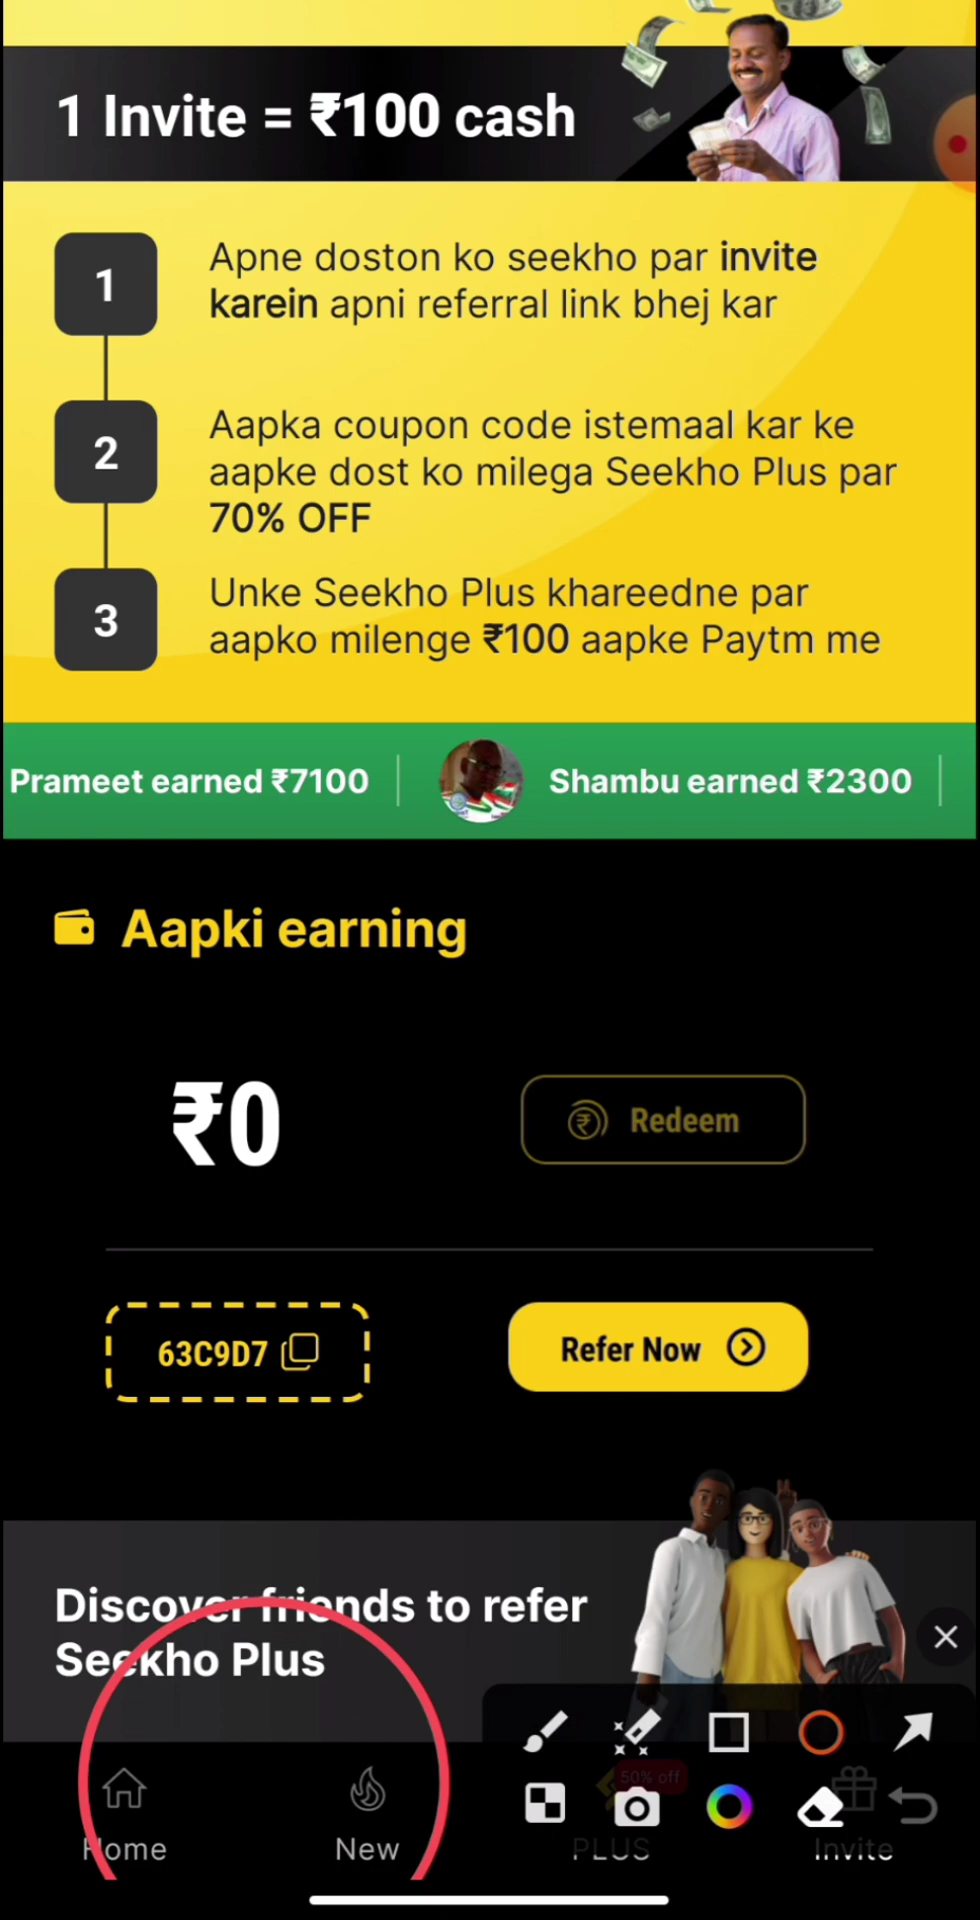 1 Invite = ₹100 cash
1
Apne doston ko seekho par invite
karein apni referral link bhej kar
2
Aapka coupon code istemaal kar ke
aapke dost ko milega Seekho Plus par
70% OFF
3
Unke Seekho Plus khareedne par
aapko milenge ₹100 aapke Paytm me
Prameet earned ₹7100
Shambu earned ₹2300
Aapki earning
₹0
Redeem
63C9D7
Refer Now
Discover friends to refer
Seekho Plus
50% off
Home
New
PLUS
Invite